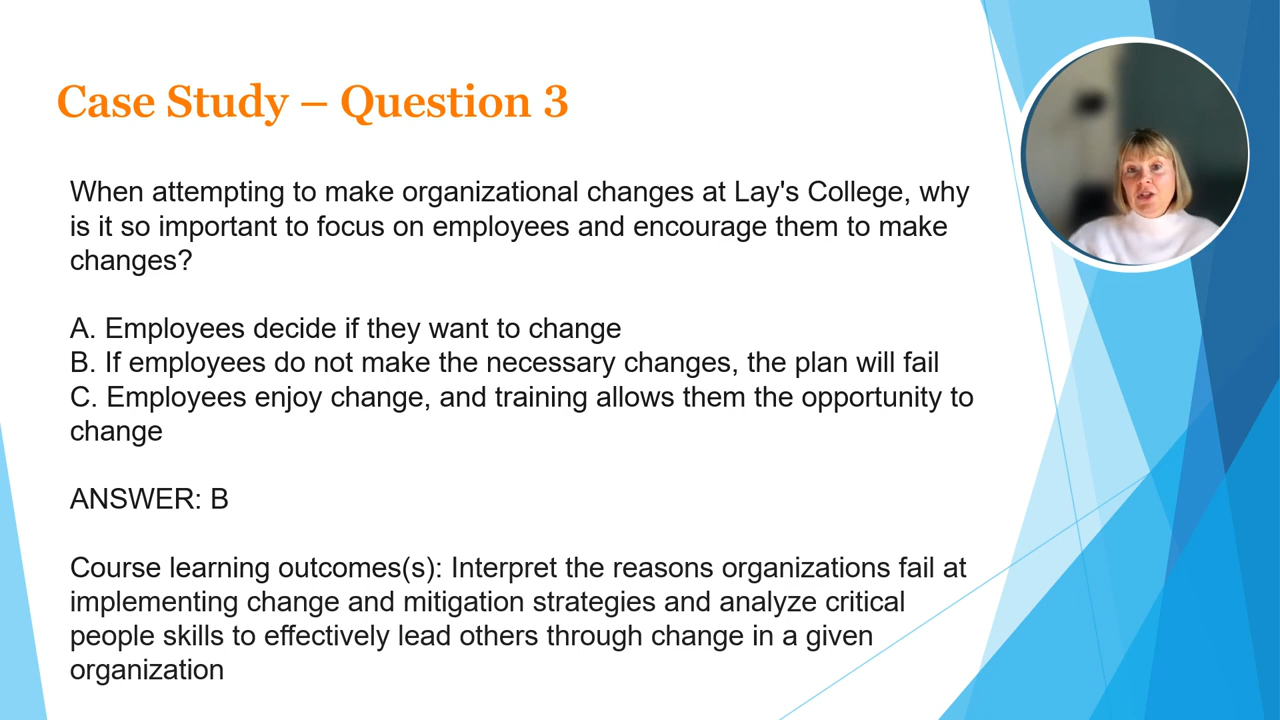 Case Study – Question 3
When attempting to make organizational changes at Lay's College, why
is it so important to focus on employees and encourage them to make
changes?
A. Employees decide if they want to change
B. If employees do not make the necessary changes, the plan will fail
C. Employees enjoy change, and training allows them the opportunity to
change
ANSWER: B
Course learning outcomes(s): Interpret the reasons organizations fail at
implementing change and mitigation strategies and analyze critical
people skills to effectively lead others through change in a given
organization